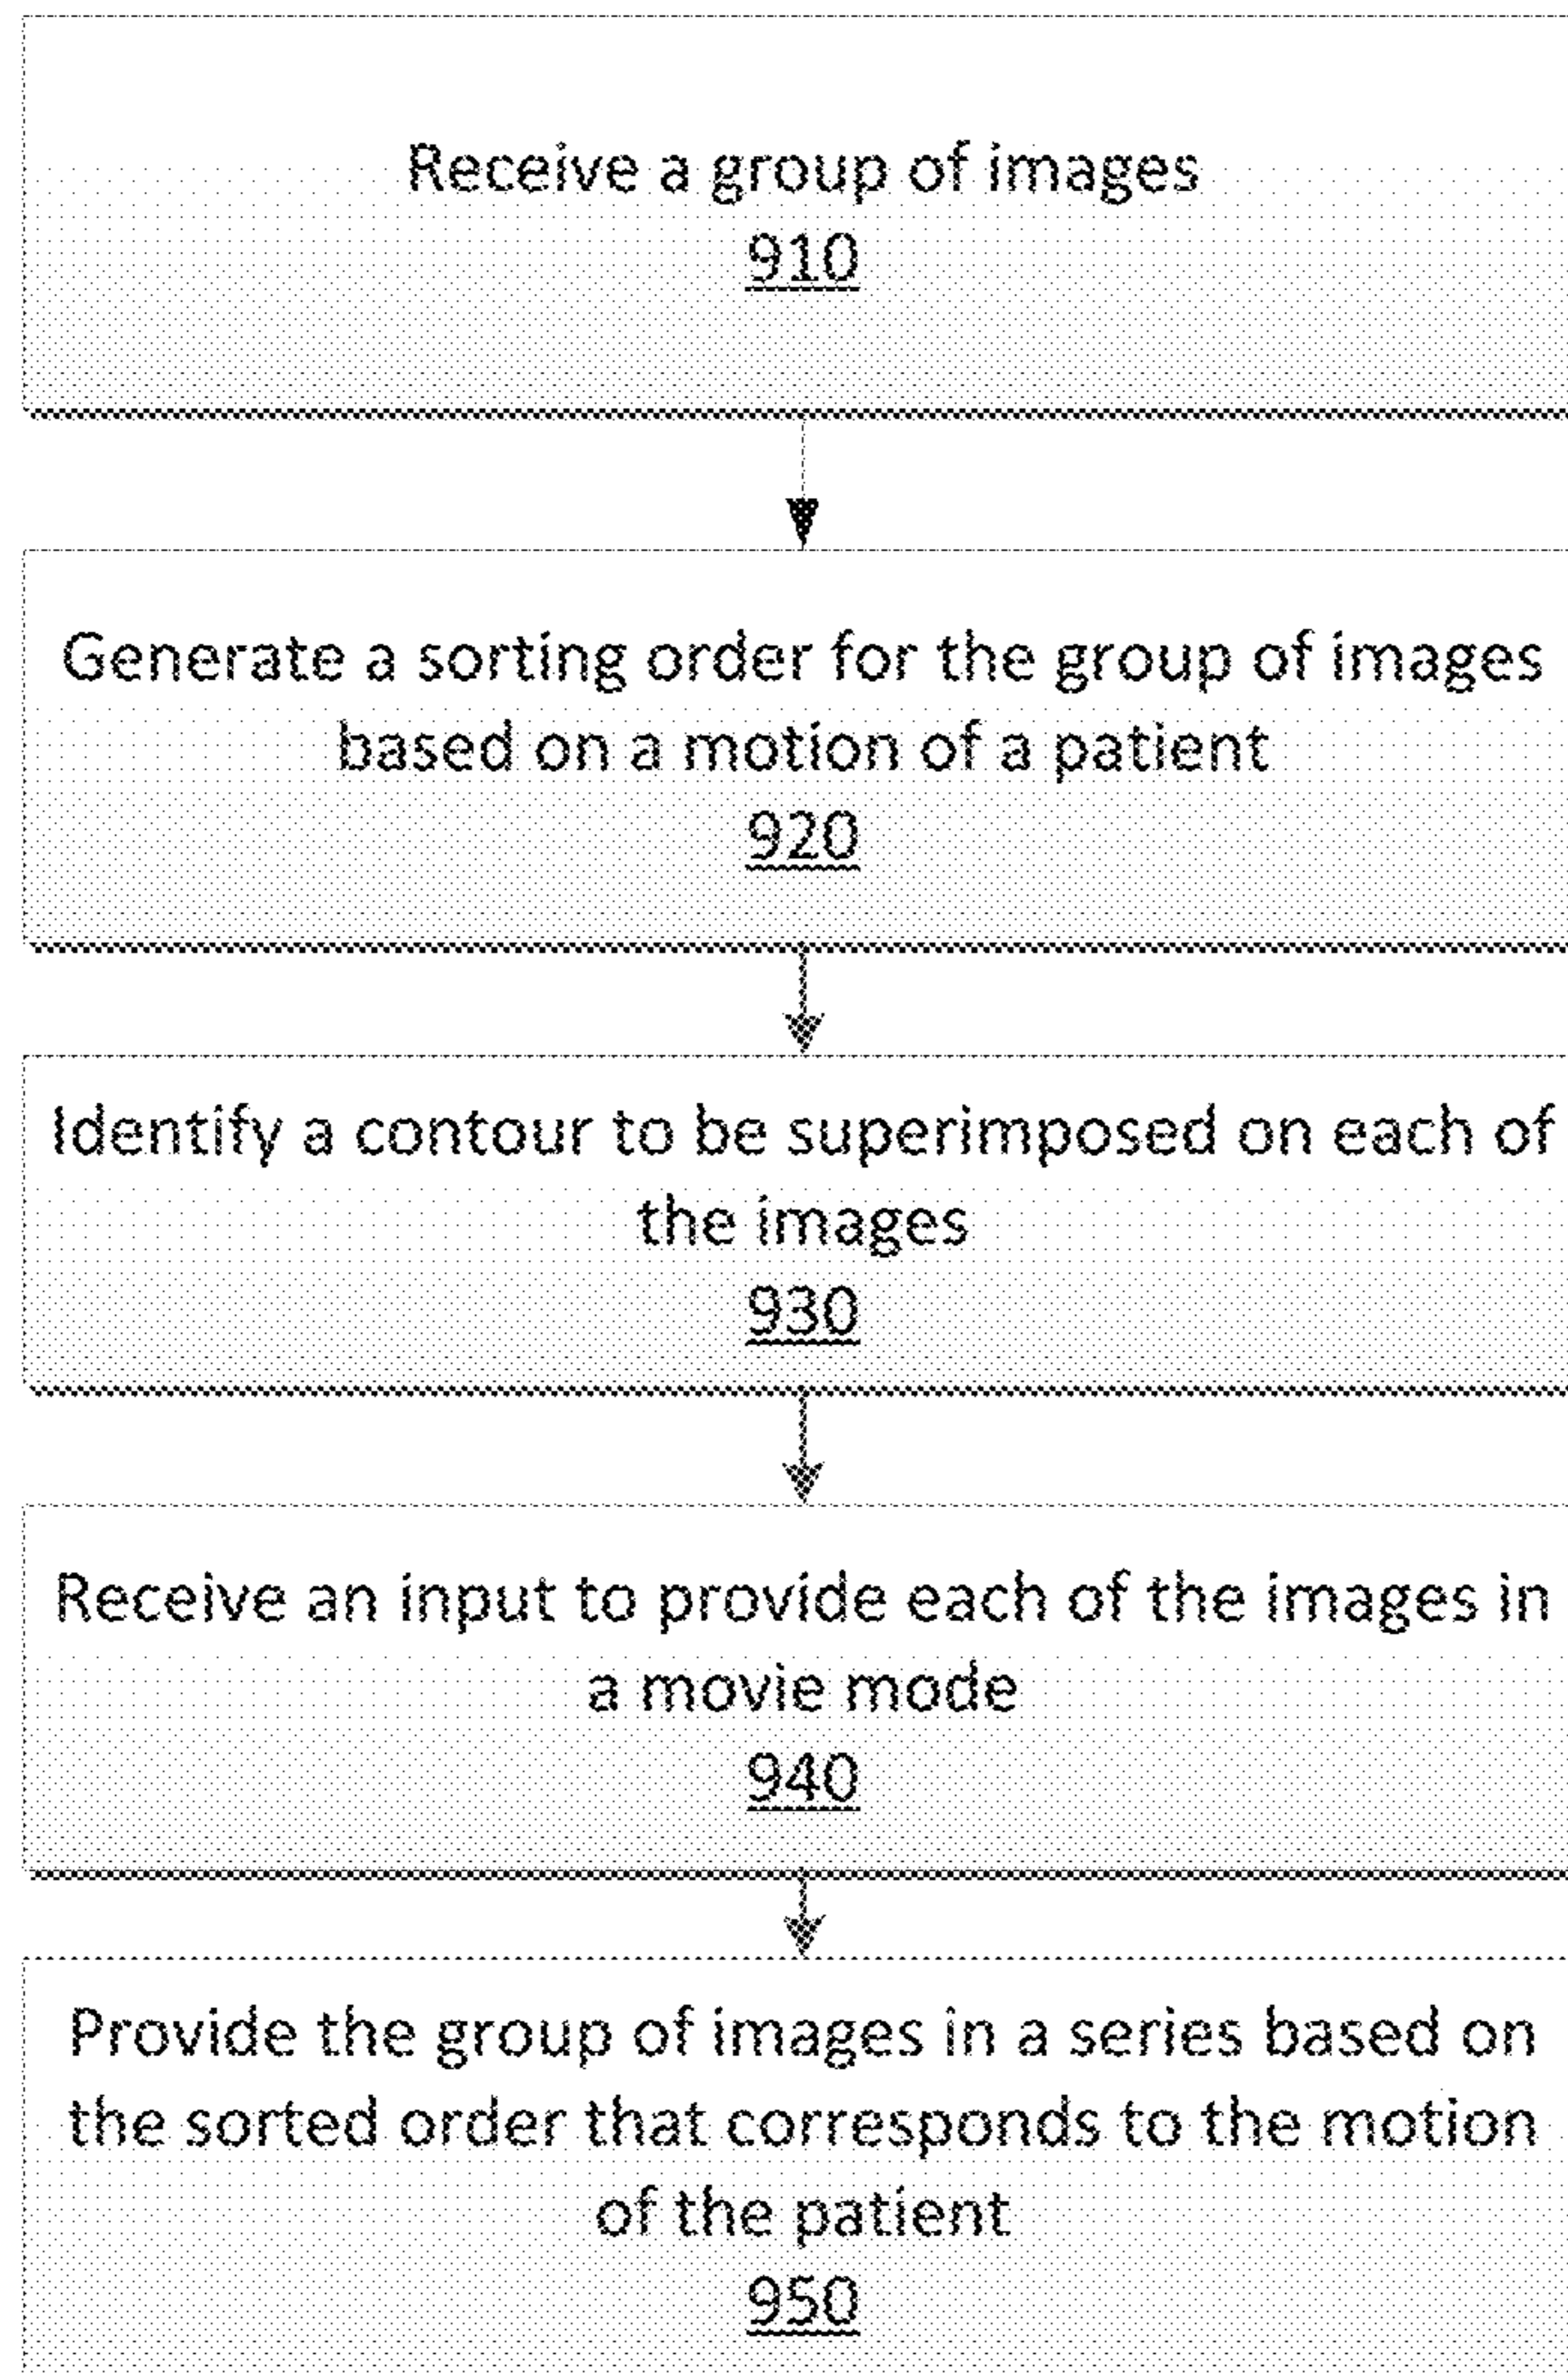 Receive a group of images
910
Generate a sorting order for the group of images
based on a motion of a patient
920
Identify a contour to be superimposed on each of
the images
930
Receive an input to provide each of the images in
a movie mode
940
Provide the group of images in a series based on
the sorted order that corresponds to the motion
of the patient
950